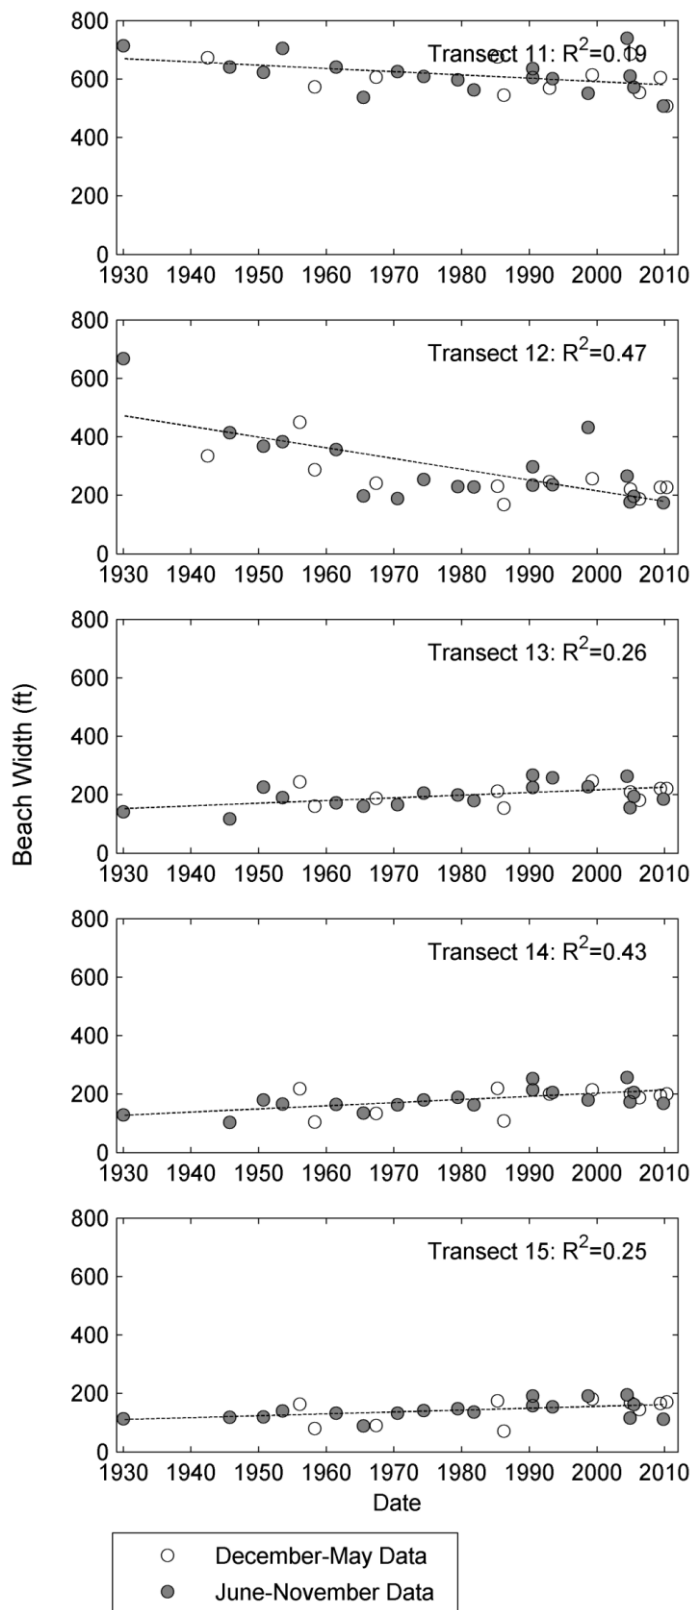 800
600
400
200
0
Transect 11: R²=0.19
1930 1940 1950 1960 1970 1980 1990 2000 2010
800
600
400
200
0
Transect 12: R²=0.47
1930 1940 1950 1960 1970 1980 1990 2000 2010
Beach Width (ft)
800
600
400
200
0
Transect 13: R²=0.26
1930 1940 1950 1960 1970 1980 1990 2000 2010
800
600
400
200
0
Transect 14: R²=0.43
1930 1940 1950 1960 1970 1980 1990 2000 2010
800
600
400
200
0
Transect 15: R²=0.25
1930 1940 1950 1960 1970 1980 1990 2000 2010
Date
December-May Data
June-November Data